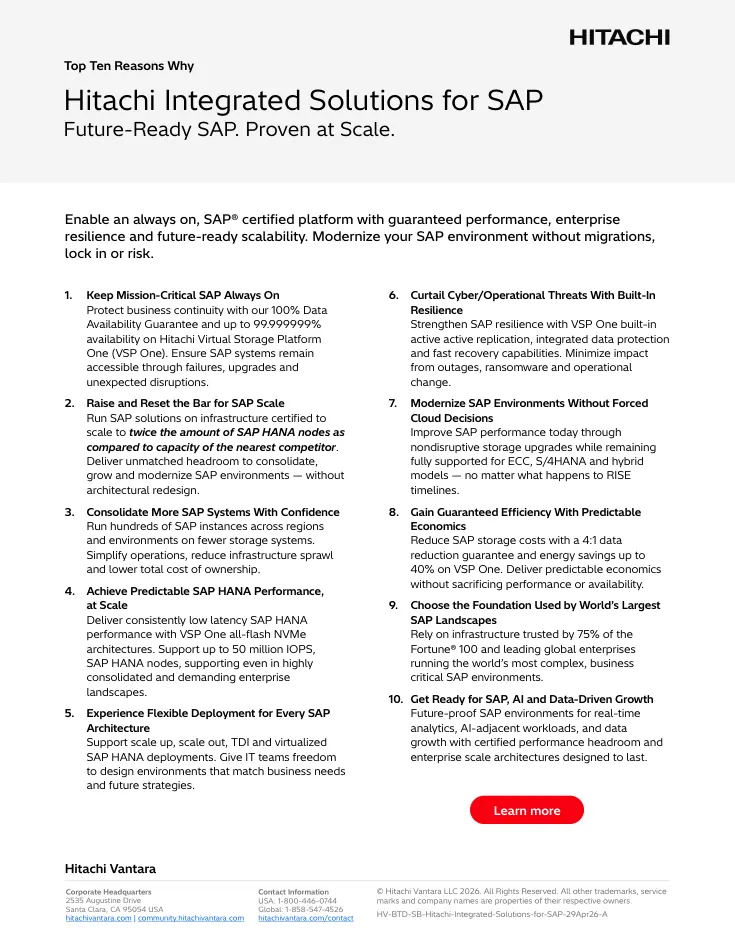 HITACHI
Top Ten Reasons Why
Hitachi Integrated Solutions for SAP
Future-Ready SAP. Proven at Scale.
Enable an always on, SAP® certified platform with guaranteed performance, enterprise
resilience and future-ready scalability. Modernize your SAP environment without migrations,
lock in or risk.
1. Keep Mission-Critical SAP Always On
Protect business continuity with our 100% Data
Availability Guarantee and up to 99.999999%
availability on Hitachi Virtual Storage Platform
One (VSP One). Ensure SAP systems remain
accessible through failures, upgrades and
unexpected disruptions.
2. Raise and Reset the Bar for SAP Scale
Run SAP solutions on infrastructure certified to
scale to twice the amount of SAP HANA nodes as
compared to capacity of the nearest competitor.
Deliver unmatched headroom to consolidate,
grow and modernize SAP environments — without
architectural redesign.
3. Consolidate More SAP Systems With Confidence
Run hundreds of SAP instances across regions
and environments on fewer storage systems.
Simplify operations, reduce infrastructure sprawl
and lower total cost of ownership.
4. Achieve Predictable SAP HANA Performance,
at Scale
Deliver consistently low latency SAP HANA
performance with VSP One all-flash NVMe
architectures. Support up to 50 million IOPS,
SAP HANA nodes, supporting even in highly
consolidated and demanding enterprise
landscapes.
5. Experience Flexible Deployment for Every SAP
Architecture
Support scale up, scale out, TDI and virtualized
SAP HANA deployments. Give IT teams freedom
to design environments that match business needs
and future strategies.
6. Curtail Cyber/Operational Threats With Built-In
Resilience
Strengthen SAP resilience with VSP One built-in
active active replication, integrated data protection
and fast recovery capabilities. Minimize impact
from outages, ransomware and operational
change.
7. Modernize SAP Environments Without Forced
Cloud Decisions
Improve SAP performance today through
nondisruptive storage upgrades while remaining
fully supported for ECC, S/4HANA and hybrid
models — no matter what happens to RISE
timelines.
8. Gain Guaranteed Efficiency With Predictable
Economics
Reduce SAP storage costs with a 4:1 data
reduction guarantee and energy savings up to
40% on VSP One. Deliver predictable economics
without sacrificing performance or availability.
9. Choose the Foundation Used by World's Largest
SAP Landscapes
Rely on infrastructure trusted by 75% of the
Fortune® 100 and leading global enterprises
running the world's most complex, business
critical SAP environments.
10. Get Ready for SAP, AI and Data-Driven Growth
Future-proof SAP environments for real-time
analytics, AI-adjacent workloads, and data
growth with certified performance headroom and
enterprise scale architectures designed to last.
Learn more
Hitachi Vantara
Corporate Headquarters
2535 Augustine Drive
Santa Clara, CA 95054 USA
hitachivantara.com | community.hitachivantara.com
Contact Information
USA: 1-800-446-0744
Global: 1-858-547-4526
hitachivantara.com/contact
© Hitachi Vantara LLC 2026. All Rights Reserved. All other trademarks, service
marks and company names are properties of their respective owners.
HV-BTD-SB-Hitachi-Integrated-Solutions-for-SAP-29Apr26-A